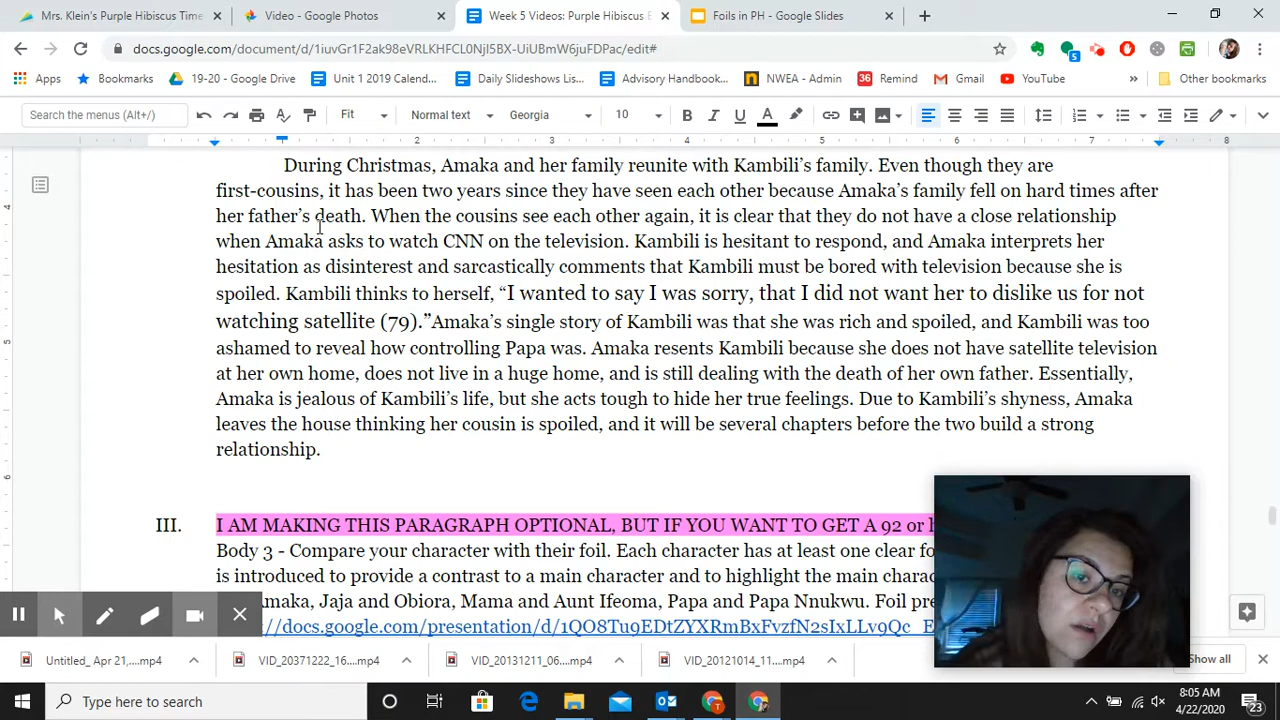 Mrs. Klein's Purple Hibiscus Time
Video - Google Photos
Week 5 Videos: Purple Hibiscus E
Foils in PH - Google Slides
docs.google.com/document/d/1iuvGr1F2ak98eVRLKHFCL0NjI5BX-UiUBmW6juFDPac/edit#
Apps
Bookmarks
19-20 - Google Drive
Unit 1 2019 Calend...
Daily Slideshows Lis...
Advisory Handbook...
NWEA - Admin
36 Remind
Gmail
YouTube
»
Other bookmarks
Search the menus (Alt+/)
Fit
Normal text
Georgia
10
B I U A
During Christmas, Amaka and her family reunite with Kambili's family. Even though they are
first-cousins, it has been two years since they have seen each other because Amaka's family fell on hard times after
her father's death. When the cousins see each other again, it is clear that they do not have a close relationship
when Amaka asks to watch CNN on the television. Kambili is hesitant to respond, and Amaka interprets her
hesitation as disinterest and sarcastically comments that Kambili must be bored with television because she is
spoiled. Kambili thinks to herself, “I wanted to say I was sorry, that I did not want her to dislike us for not
watching satellite (79).”Amaka's single story of Kambili was that she was rich and spoiled, and Kambili was too
ashamed to reveal how controlling Papa was. Amaka resents Kambili because she does not have satellite television
at her own home, does not live in a huge home, and is still dealing with the death of her own father. Essentially,
Amaka is jealous of Kambili's life, but she acts tough to hide her true feelings. Due to Kambili's shyness, Amaka
leaves the house thinking her cousin is spoiled, and it will be several chapters before the two build a strong
relationship.
III. I AM MAKING THIS PARAGRAPH OPTIONAL, BUT IF YOU WANT TO GET A 92 or
Body 3 - Compare your character with their foil. Each character has at least one clear fo
is introduced to provide a contrast to a main character and to highlight the main charac
Amaka, Jaja and Obiora, Mama and Aunt Ifeoma, Papa and Papa Nnukwu. Foil pre
//docs.google.com/presentation/d/1QO8Tu9EDtZYXRmBxFvzfN2sIxLLv9Qc_E
Untitled_ Apr 21,....mp4
VID_20371222_16....mp4
VID_20131211_06....mp4
VID_20121014_11....mp4
Show all
Type here to search
8:05 AM
4/22/2020
23